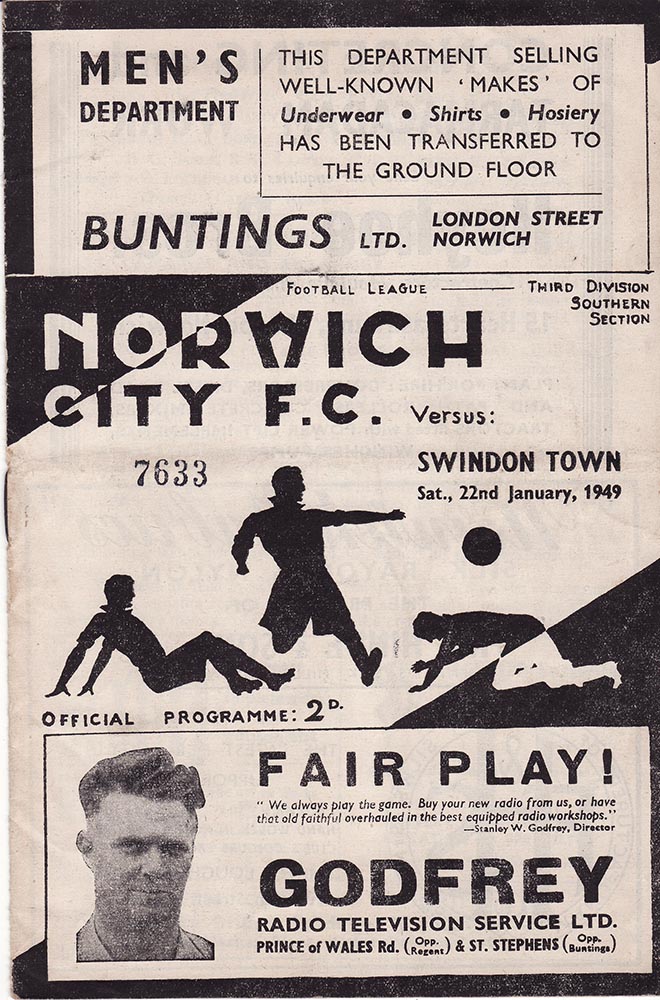 MEN'S
DEPARTMENT
THIS DEPARTMENT SELLING
WELL-KNOWN 'MAKES' OF
Underwear • Shirts • Hosiery
HAS BEEN TRANSFERRED TO
THE GROUND FLOOR
BUNTINGS LTD.
LONDON STREET
NORWICH
FOOTBALL LEAGUE — THIRD DIVISION
SOUTHERN
SECTION
NORWICH
CITY F.C. Versus:
7633
SWINDON TOWN
Sat., 22nd January, 1949
OFFICIAL PROGRAMME: 2D.
FAIR PLAY!
" We always play the game. Buy your new radio from us, or have
that old faithful overhauled in the best equipped radio workshops."
—Stanley W. Godfrey, Director
GODFREY
RADIO TELEVISION SERVICE LTD.
PRINCE of WALES Rd. (Opp. Regent) & ST. STEPHENS (Opp. Buntings)